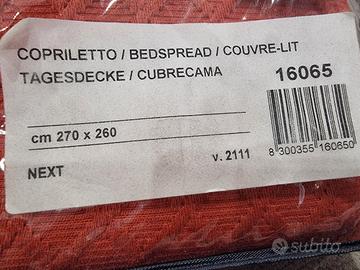 COPRILETTO / BEDSPREAD / COUVRE-LIT
TAGESDECKE / CUBRECAMA
16065
cm 270 x 260
v. 2111
8 300355 160650
NEXT
subito